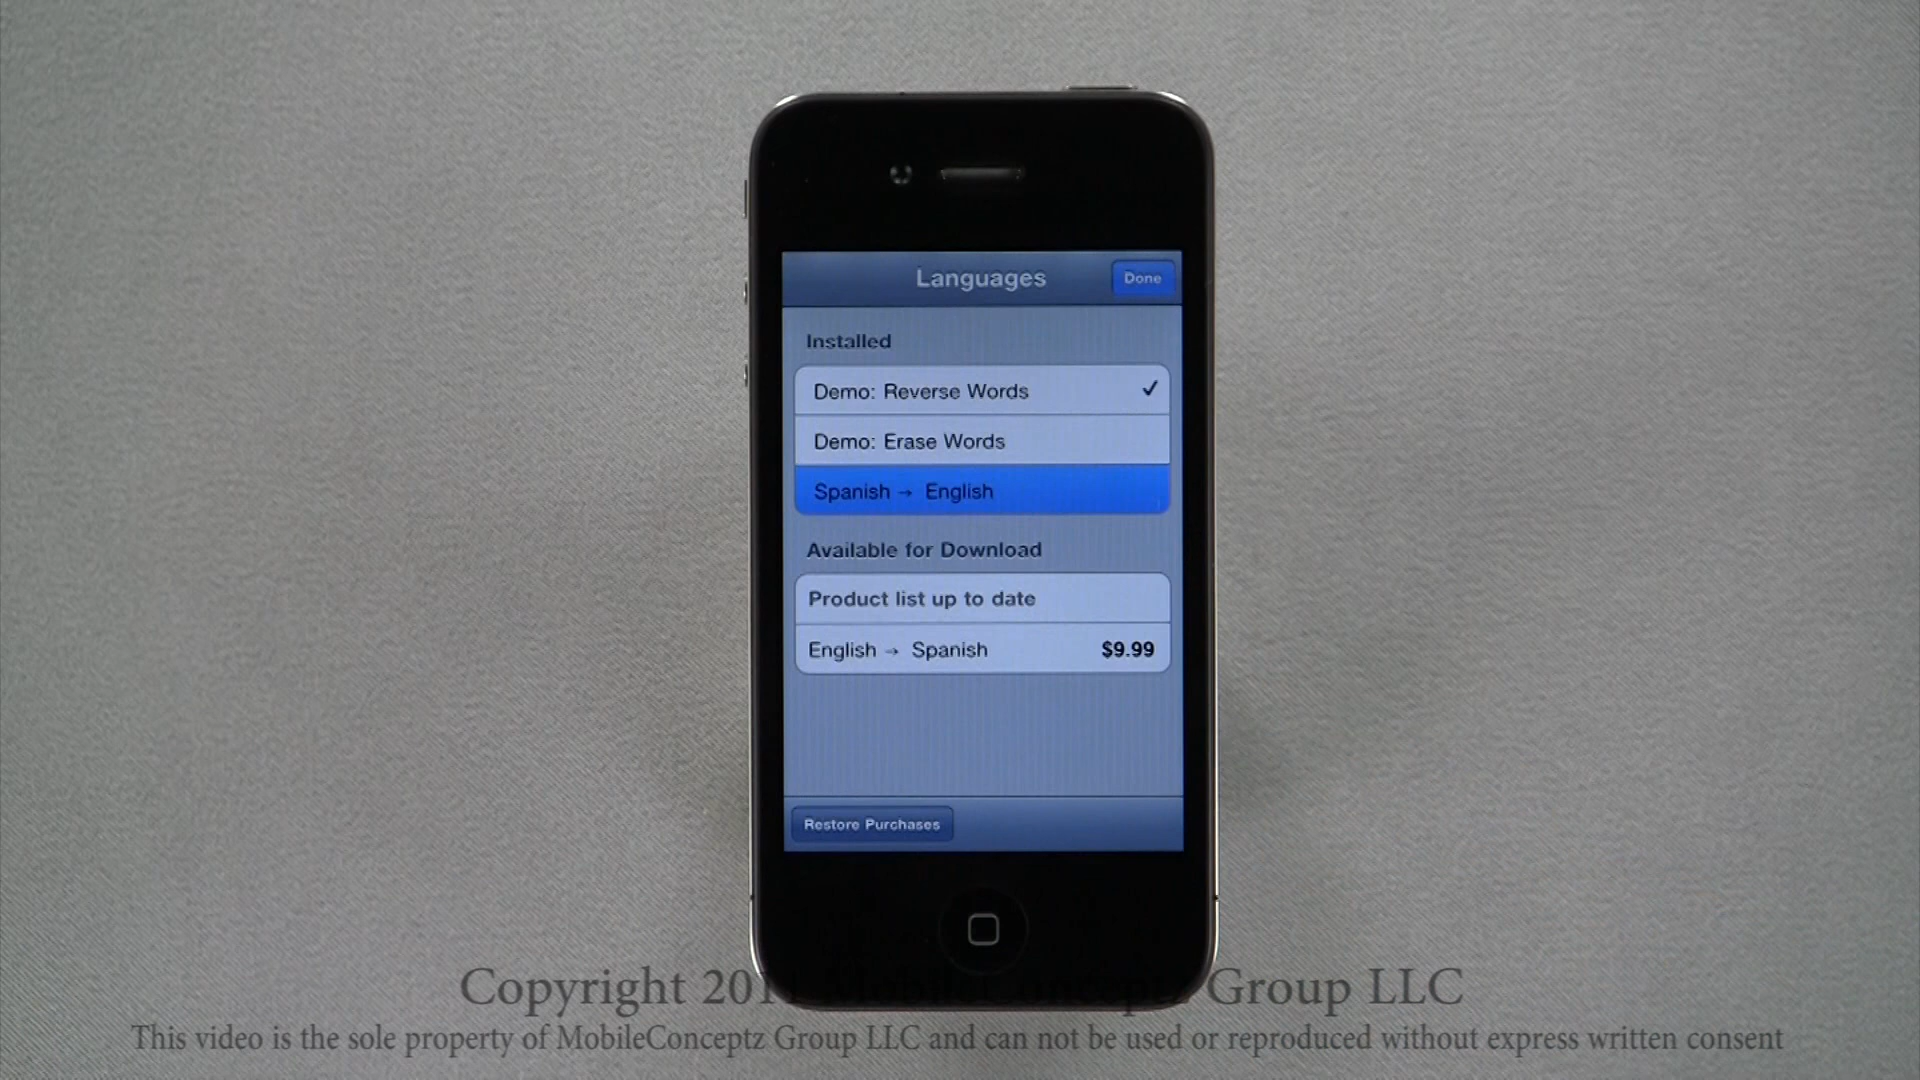 Languages
Done
Installed
Demo: Reverse Words ✓
Demo: Erase Words
Spanish → English
Available for Download
Product list up to date
English → Spanish $9.99
Restore Purchases
Copyright 2011 MobileConceptz Group LLC
This video is the sole property of MobileConceptz Group LLC and can not be used or reproduced without express written consent